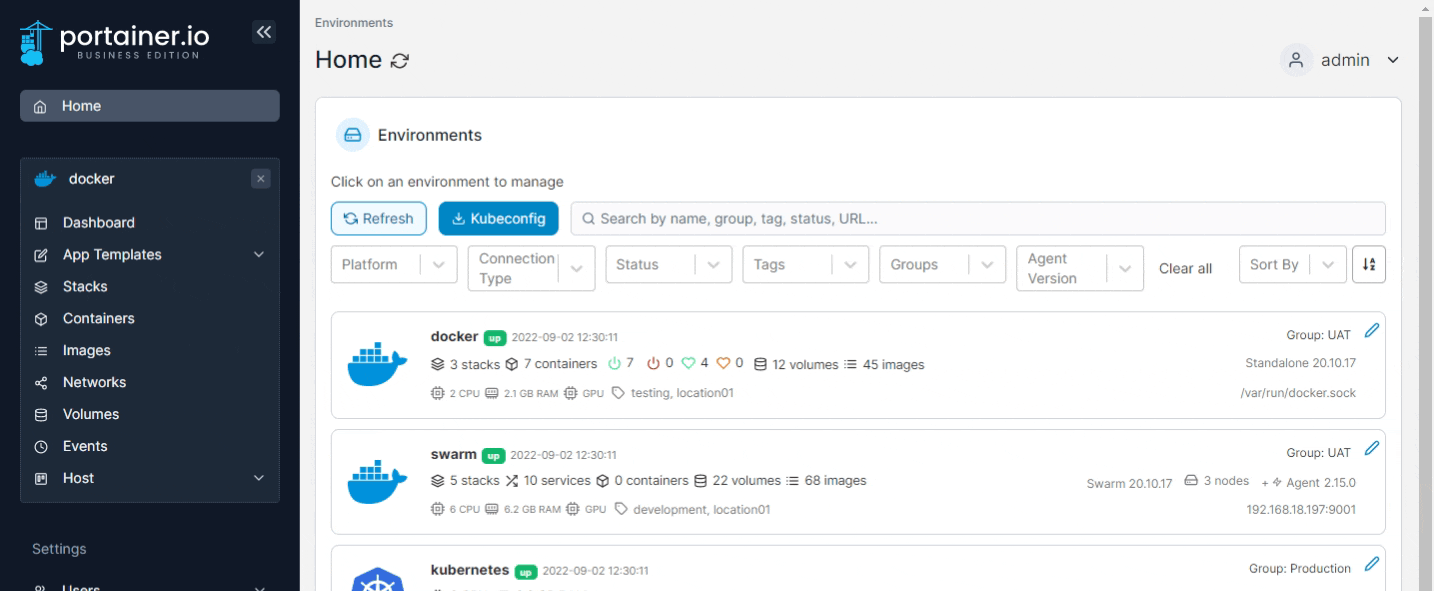 portainer.io
BUSINESS EDITION
Home
docker
Dashboard
App Templates
Stacks
Containers
Images
Networks
Volumes
Events
Host
Settings
Users
Environments
Home
admin
Environments
Click on an environment to manage
Refresh
Kubeconfig
Search by name, group, tag, status, URL...
Platform
Connection
Type
Status
Tags
Groups
Agent
Version
Clear all
Sort By
docker up 2022-09-02 12:30:11
Group: UAT
3 stacks 7 containers 7 0 4 0 12 volumes 45 images
Standalone 20.10.17
2 CPU 2.1 GB RAM GPU testing, location01
/var/run/docker.sock
swarm up 2022-09-02 12:30:11
Group: UAT
5 stacks 10 services 0 containers 22 volumes 68 images
Swarm 20.10.17 3 nodes + Agent 2.15.0
6 CPU 6.2 GB RAM GPU development, location01
192.168.18.197:9001
kubernetes up 2022-09-02 12:30:11
Group: Production